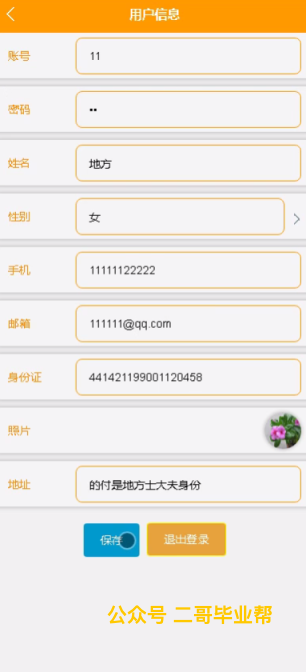 用户信息
账号 11
密码 ••
姓名 地方
性别 女
手机 11111122222
邮箱 111111@qq.com
身份证 441421199001120458
照片
地址 的付是地方士大夫身份
保存 退出登录
公众号 二哥毕业帮